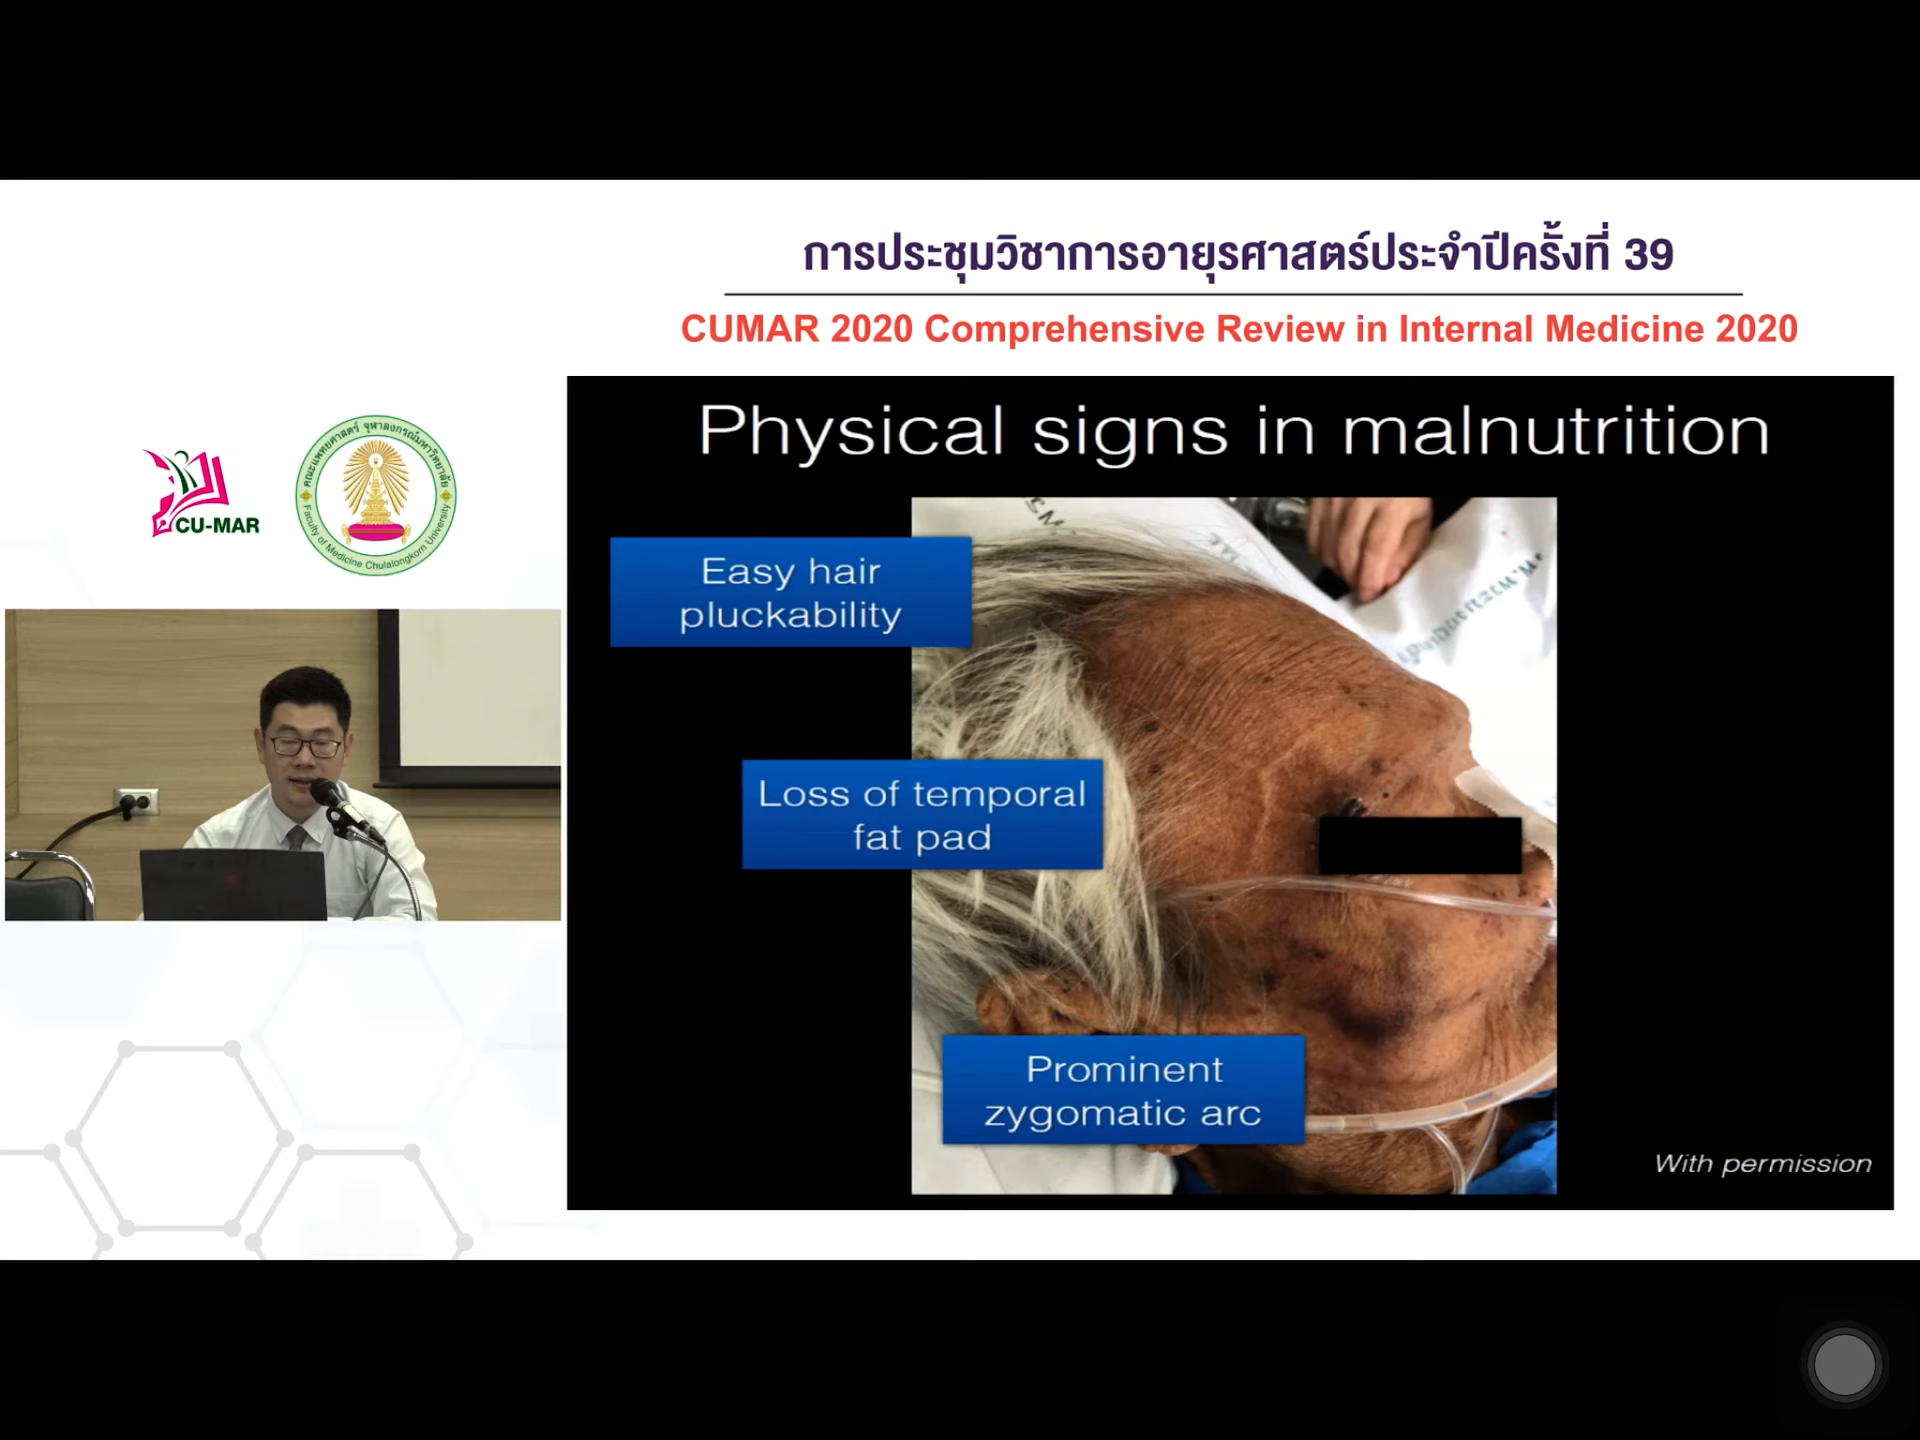 การประชุมวิชาการอายุรศาสตร์ประจำปีครั้งที่ 39
CUMAR 2020 Comprehensive Review in Internal Medicine 2020
CU-MAR
คณะแพทยศาสตร์ จุฬาลงกรณ์มหาวิทยาลัย
Faculty of Medicine Chulalongkorn University
Physical signs in malnutrition
Easy hair
pluckability
Loss of temporal
fat pad
Prominent
zygomatic arc
With permission